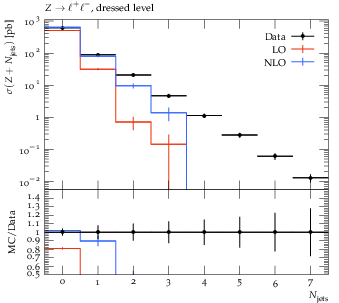 Z → ℓ⁺ℓ⁻, dressed level
σ(Z + N_jets) [pb]
10³
10²
10¹
1
10⁻¹
10⁻²
Data
LO
NLO
MC/Data
1.4
1.3
1.2
1.1
1.0
0.9
0.8
0.7
0.6
0.5
0 1 2 3 4 5 6 7
N_jets